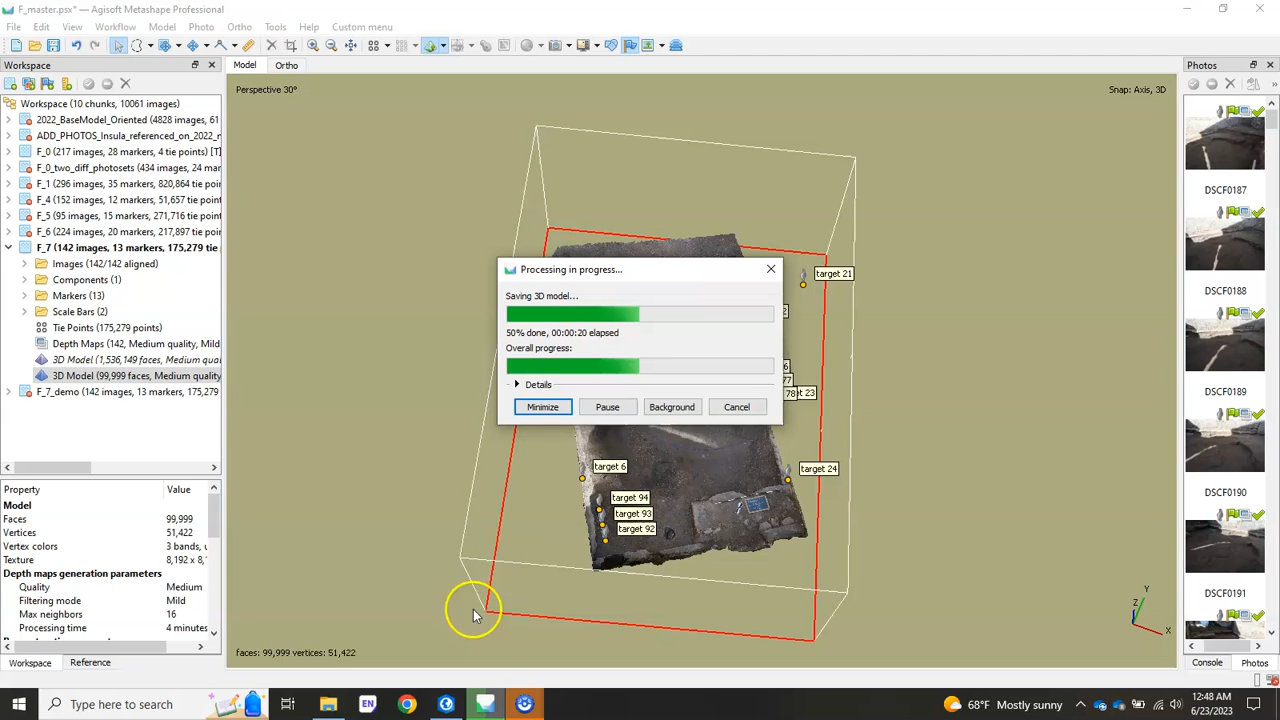 F_master.psx* — Agisoft Metashape Professional
File Edit View Workflow Model Photo Ortho Tools Help Custom menu
Workspace
Workspace (10 chunks, 10061 images)
2022_BaseModel_Oriented (4828 images, 61
ADD_PHOTOS_Insula_referenced_on_2022_r
F_0 (217 images, 28 markers, 4 tie points) [T]
F_0_two_diff_photosets (434 images, 24 mar
F_1 (296 images, 35 markers, 820,864 tie poin
F_4 (152 images, 12 markers, 51,657 tie point
F_5 (95 images, 15 markers, 271,716 tie point
F_6 (224 images, 20 markers, 217,897 tie poin
F_7 (142 images, 13 markers, 175,279 tie
Images (142/142 aligned)
Components (1)
Markers (13)
Scale Bars (2)
Tie Points (175,279 points)
Depth Maps (142, Medium quality, Mild
3D Model (1,536,149 faces, Medium qual
3D Model (99,999 faces, Medium quality
F_7_demo (142 images, 13 markers, 175,279
Property Value
Model
Faces 99,999
Vertices 51,422
Vertex colors 3 bands, u
Texture 8,192 x 8,
Depth maps generation parameters
Quality Medium
Filtering mode Mild
Max neighbors 16
Processing time 4 minutes
Workspace Reference
Model Ortho
Perspective 30°
Snap: Axis, 3D
Processing in progress...
Saving 3D model...
50% done, 00:00:20 elapsed
Overall progress:
Details
Minimize Pause Background Cancel
target 21
2
6
77
78
et 23
target 6
target 24
target 94
target 93
target 92
Y
Z
X
faces: 99,999 vertices: 51,422
Photos
DSCF0187
DSCF0188
DSCF0189
DSCF0190
DSCF0191
Console Photos
Type here to search
EN
68°F Mostly sunny
12:48 AM
6/23/2023